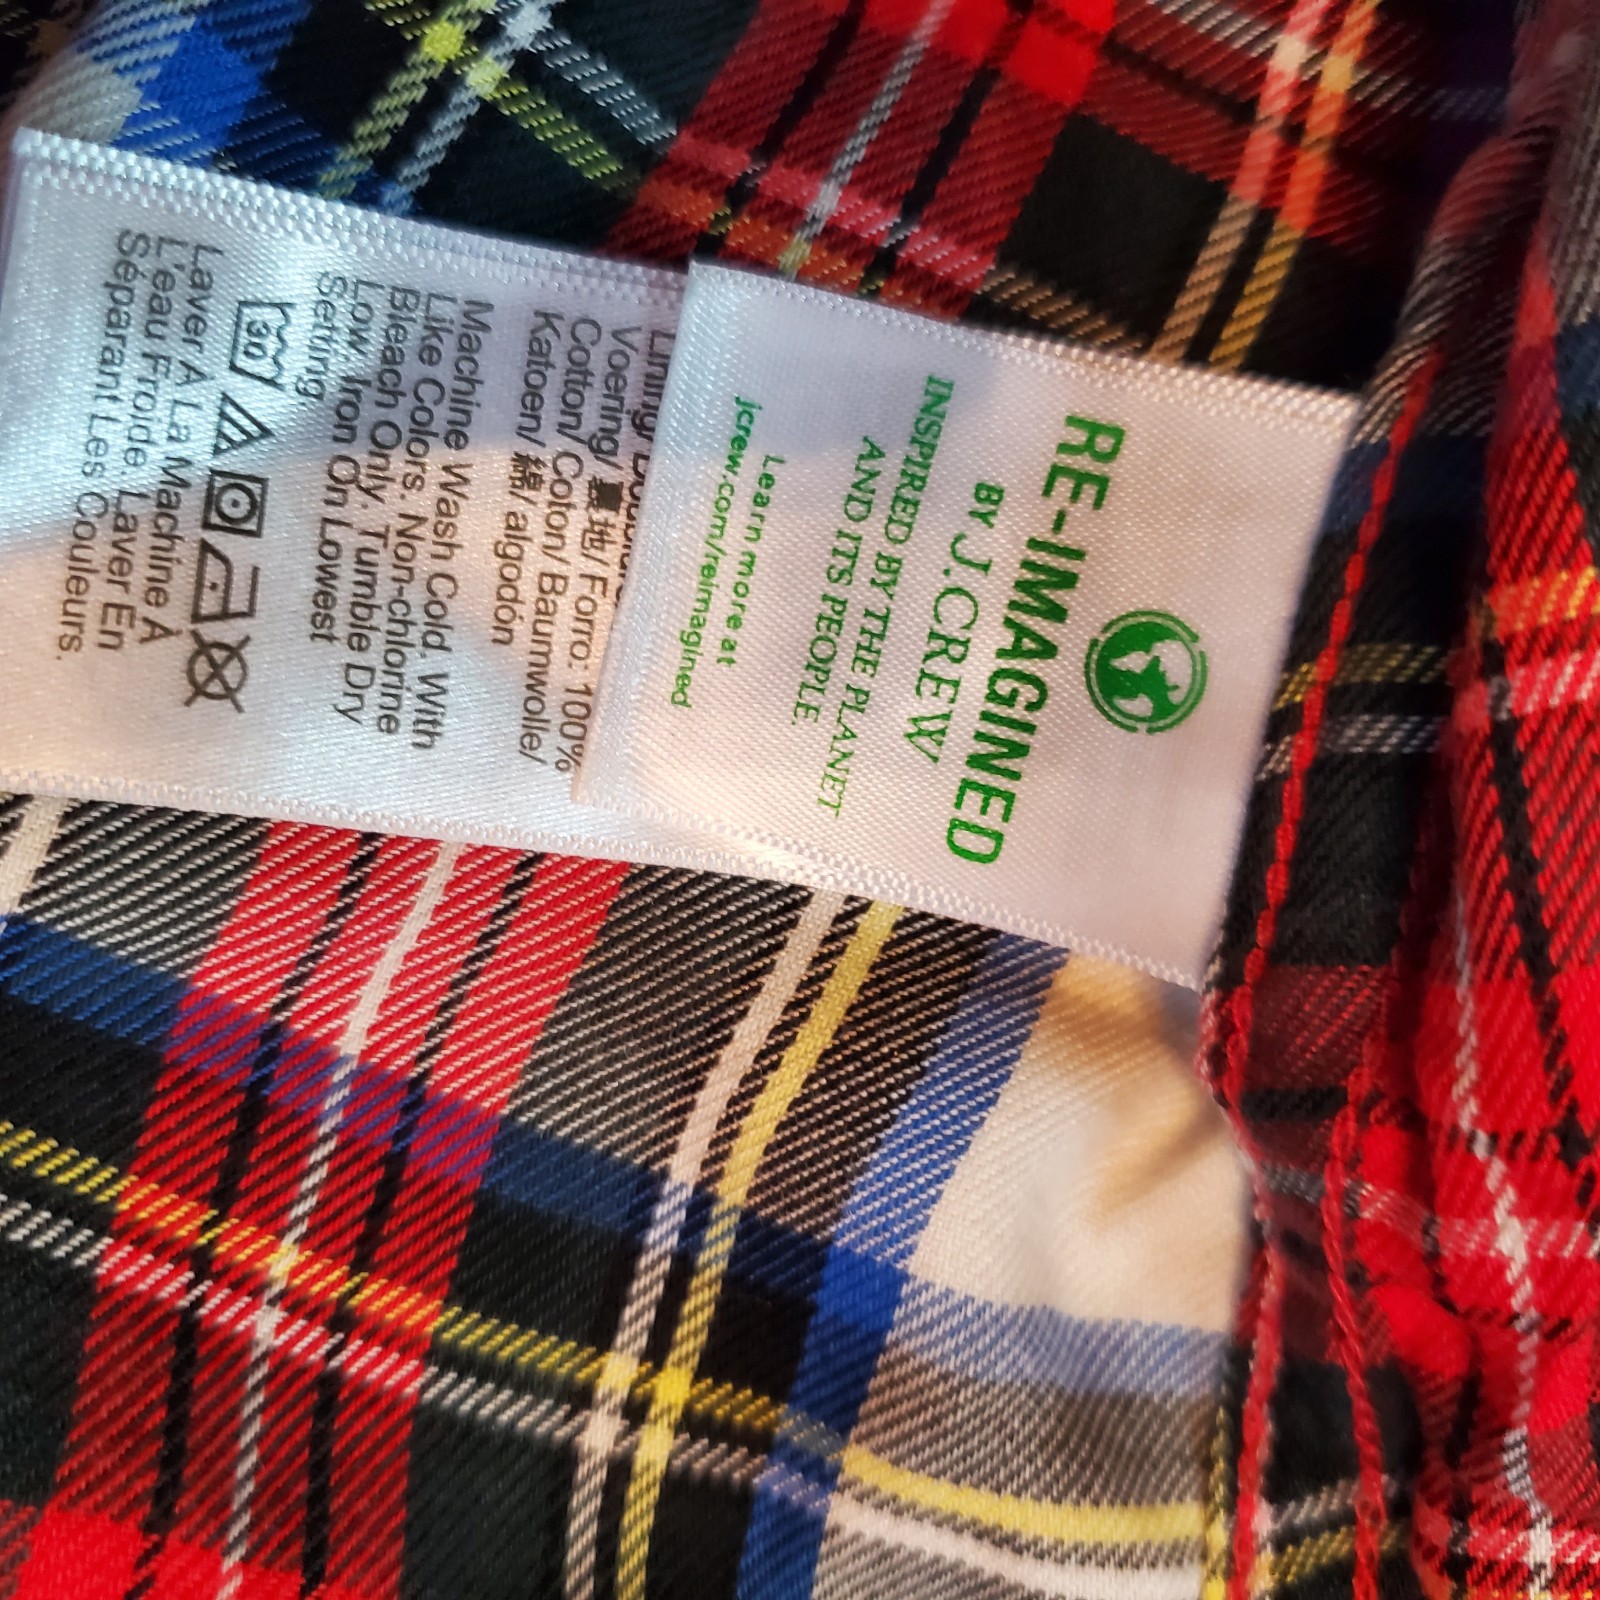 RE-IMAGINED
BY J.CREW
INSPIRED BY THE PLANET
AND ITS PEOPLE.
Learn more at
jcrew.com/reimagined
Lining/
Voering/ 裏地/ Forro: 100%
Cotton/ Coton/ Baumwolle/
Katoen/ 綿/ algodón
Machine Wash Cold. With
Like Colors. Non-chlorine
Bleach Only. Tumble Dry
Low. Iron On Lowest
Setting
30
Laver A La Machine À
L'eau Froide. Laver En
Séparant Les Couleurs.